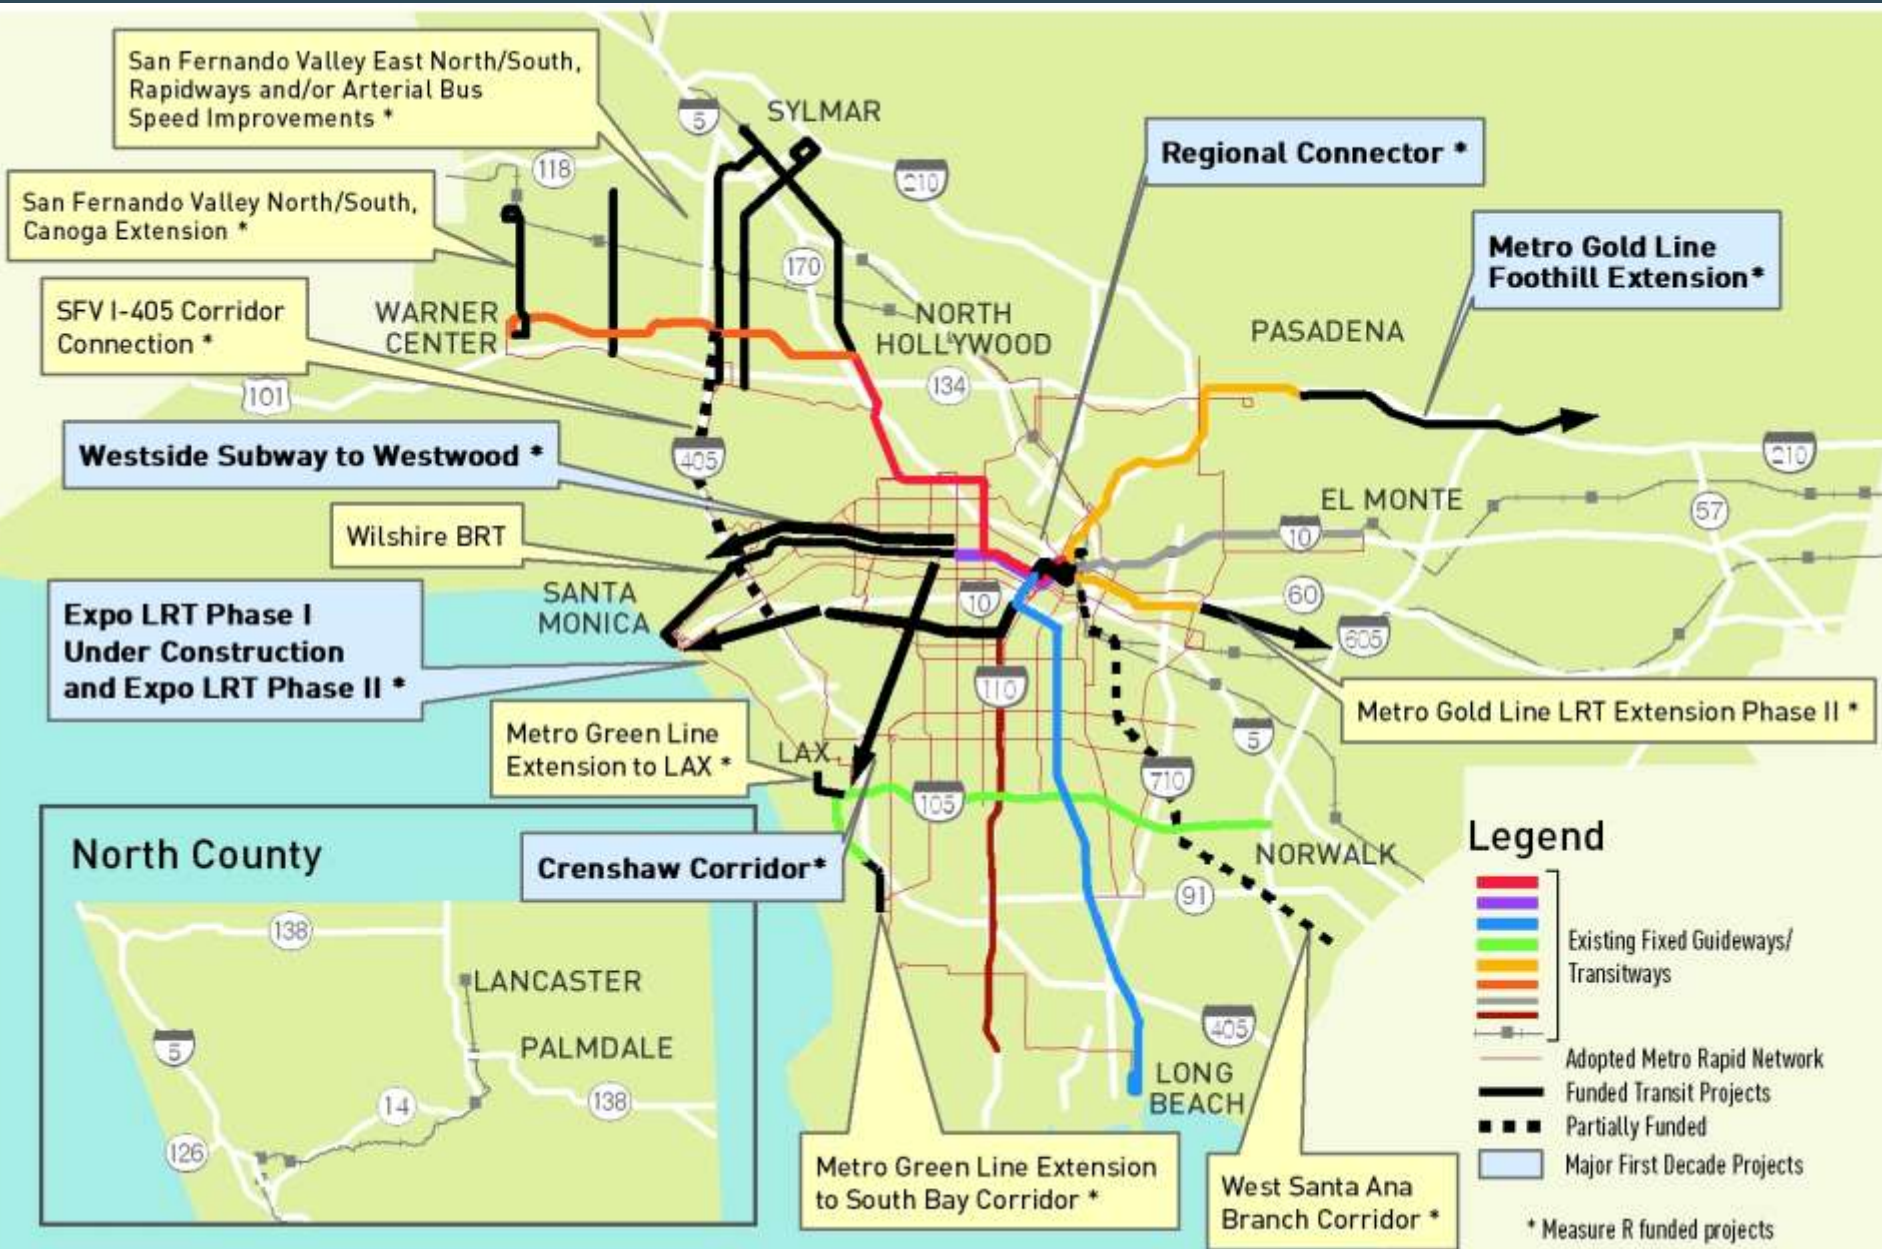 San Fernando Valley East North/South,
Rapidways and/or Arterial Bus
Speed Improvements *
5
SYLMAR
Regional Connector *
118
210
San Fernando Valley North/South,
Canoga Extension *
Metro Gold Line
Foothill Extension*
170
SFV I-405 Corridor
Connection *
WARNER
CENTER
NORTH
HOLLYWOOD
PASADENA
134
101
Westside Subway to Westwood *
405
210
EL MONTE
57
Wilshire BRT
10
SANTA
MONICA
10
60
Expo LRT Phase I
Under Construction
and Expo LRT Phase II *
605
110
Metro Gold Line LRT Extension Phase II *
Metro Green Line
Extension to LAX *
LAX
5
710
105
North County
Crenshaw Corridor*
NORWALK
91
138
LANCASTER
5
PALMDALE
14
138
126
405
LONG
BEACH
Metro Green Line Extension
to South Bay Corridor *
West Santa Ana
Branch Corridor *
Legend
Existing Fixed Guideways/
Transitways
Adopted Metro Rapid Network
Funded Transit Projects
Partially Funded
Major First Decade Projects
* Measure R funded projects